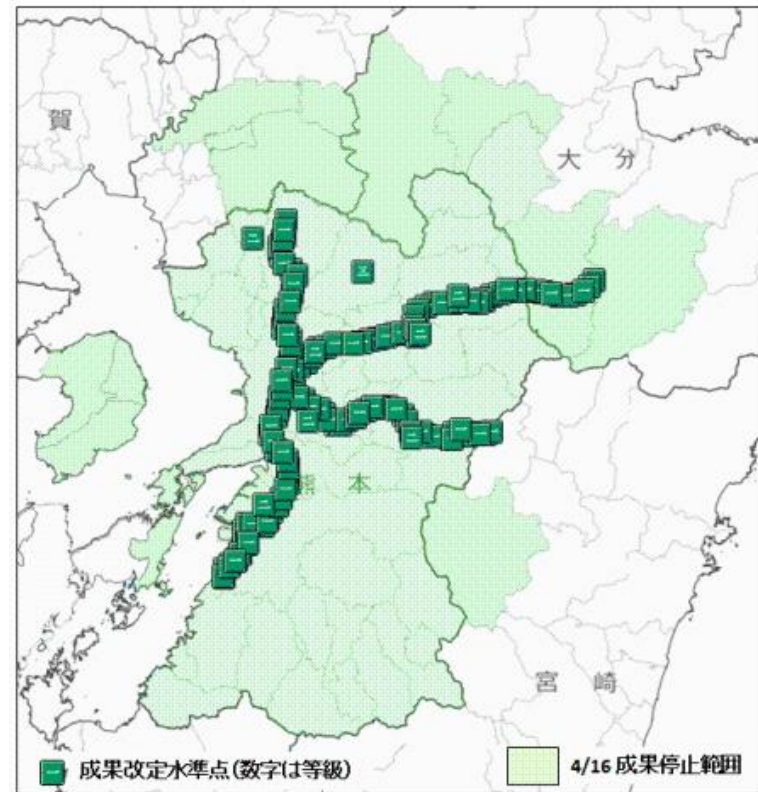 賀
大 分
熊 本
宮 崎
成果改定水準点(数字は等級)
4/16 成果停止範囲